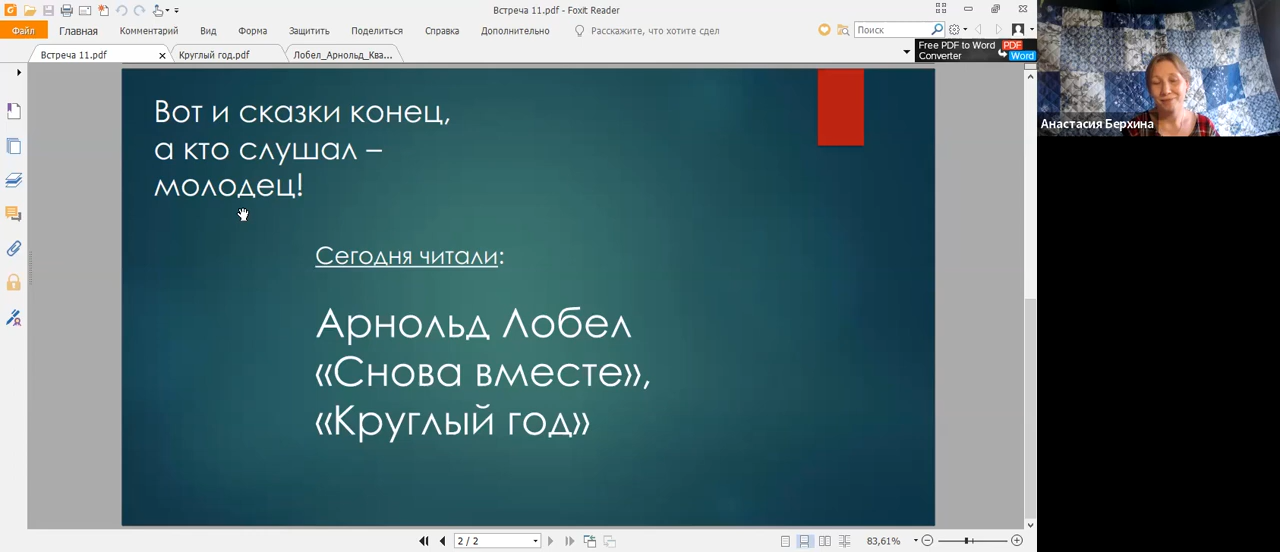 Встреча 11.pdf - Foxit Reader
Файл Главная Комментарий Вид Форма Защитить Поделиться Справка Дополнительно Расскажите, что хотите сдел Поиск
Встреча 11.pdf Круглый год.pdf Лобел_Арнольд_Ква...
Free PDF to Word PDF
Converter Word
Вот и сказки конец,
а кто слушал –
молодец!
Сегодня читали:
Арнольд Лобел
«Снова вместе»,
«Круглый год»
Анастасия Берхина
2 / 2 83,61%